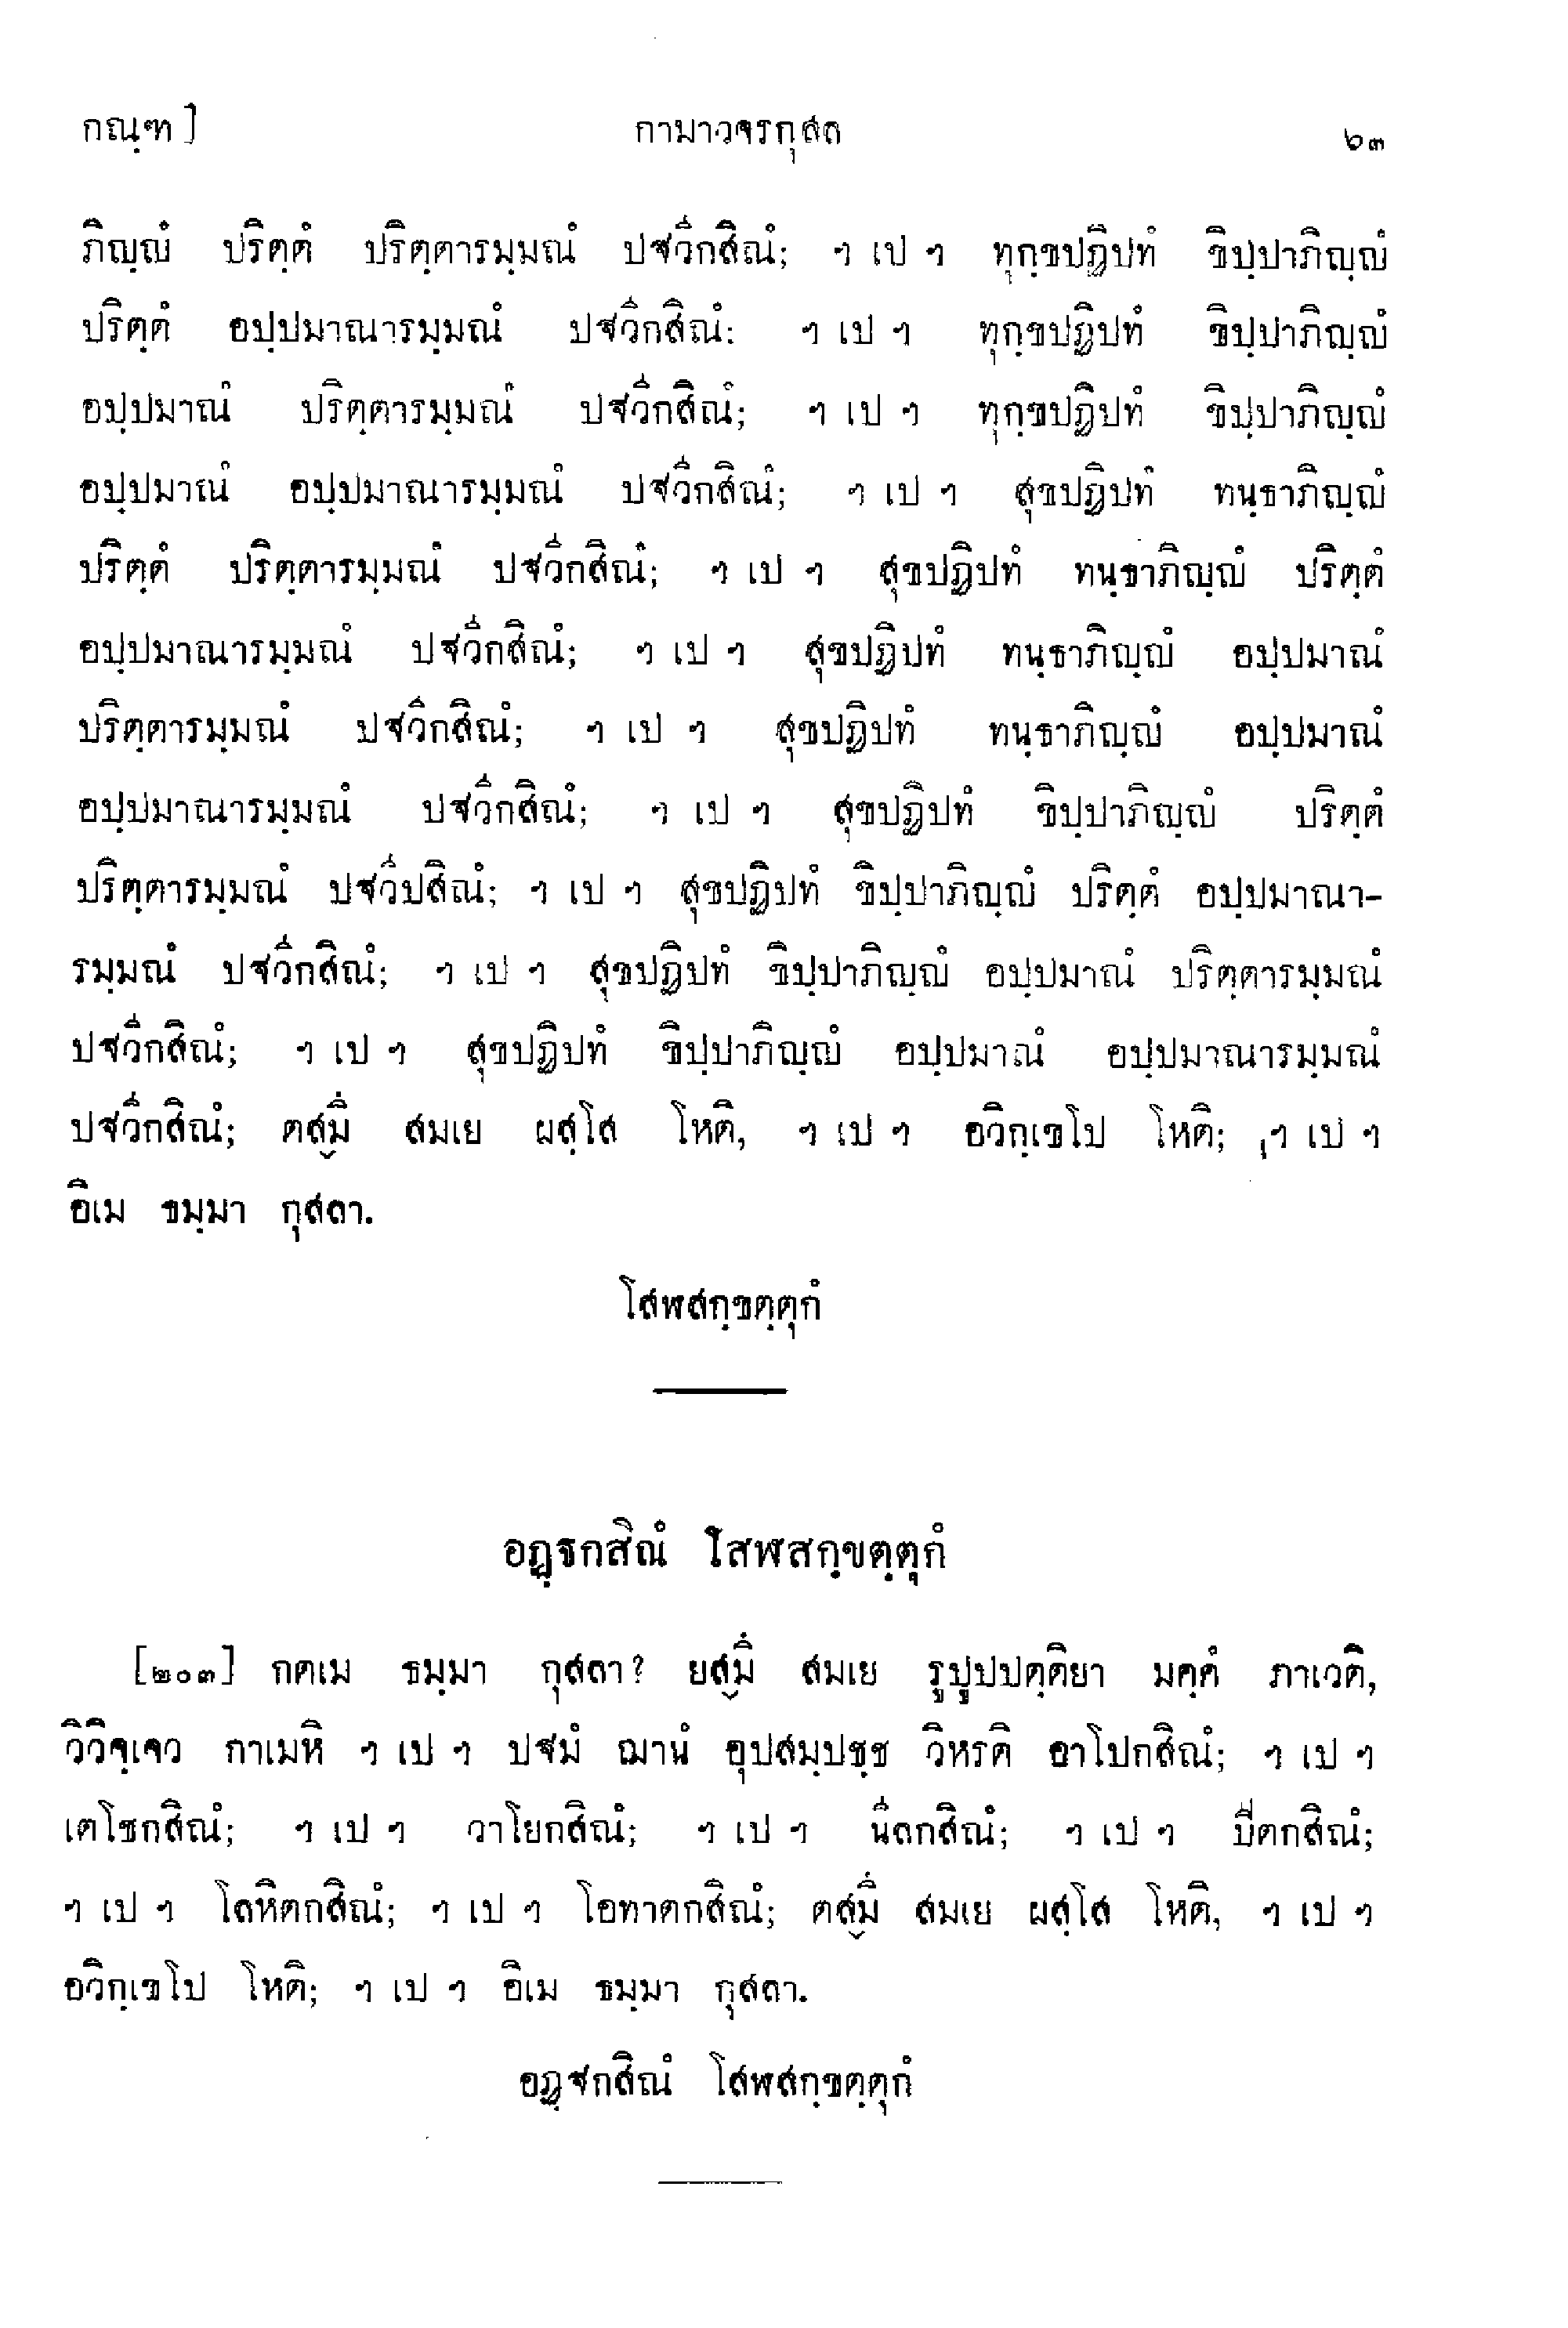 กณฺฑ]	กามาวจรกุสล	๖๓
ภิญฺญํ ปริตฺตํ ปริตฺตารมฺมณํ ปฐวีกสิณํ; ฯ เป ฯ ทุกฺขปฏิปทํ ขิปฺปาภิญฺญํ
ปริตฺตํ อปฺปมาณารมฺมณํ ปฐวีกสิณํ: ฯ เป ฯ ทุกฺขปฏิปทํ ขิปฺปาภิญฺญํ
อปฺปมาณํ ปริตฺตารมฺมณํ ปฐวีกสิณํ; ฯ เป ฯ ทุกฺขปฏิปทํ ขิปฺปาภิญฺญํ
อปฺปมาณํ อปฺปมาณารมฺมณํ ปฐวีกสิณํ; ฯ เป ฯ สุขปฏิปทํ ทนฺธาภิญฺญํ
ปริตฺตํ ปริตฺตารมฺมณํ ปฐวีกสิณํ; ฯ เป ฯ สุขปฏิปทํ ทนฺธาภิญฺญํ ปริตฺตํ
อปฺปมาณารมฺมณํ ปฐวีกสิณํ; ฯ เป ฯ สุขปฏิปทํ ทนฺธาภิญฺญํ อปฺปมาณํ
ปริตฺตารมฺมณํ ปฐวีกสิณํ; ฯ เป ฯ สุขปฏิปทํ ทนฺธาภิญฺญํ อปฺปมาณํ
อปฺปมาณารมฺมณํ ปฐวีกสิณํ; ฯ เป ฯ สุขปฏิปทํ ขิปฺปาภิญฺญํ ปริตฺตํ
ปริตฺตารมฺมณํ ปฐวีปสิณํ; ฯ เป ฯ สุขปฏิปทํ ขิปฺปาภิญฺญํ ปริตฺตํ อปฺปมาณา-
รมฺมณํ ปฐวีกสิณํ; ฯ เป ฯ สุขปฏิปทํ ขิปฺปาภิญฺญํ อปฺปมาณํ ปริตฺตารมฺมณํ
ปฐวีกสิณํ; ฯ เป ฯ สุขปฏิปทํ ขิปฺปาภิญฺญํ อปฺปมาณํ อปฺปมาณารมฺมณํ
ปฐวีกสิณํ; ตสฺมึ สมเย ผสฺโส โหติ, ฯ เป ฯ อวิกฺเขโป โหติ; ฯ เป ฯ
อิเม ธมฺมา กุสลา.
โสฬสกฺขตฺตุกํ
อฏฺฐกสิณํ โสฬสกฺขตฺตุกํ
[๒๐๓] กตเม ธมฺมา กุสลา? ยสฺมึ สมเย รูปูปปตฺติยา มคฺคํ ภาเวติ,
วิวิจฺเจว กาเมหิ ฯ เป ฯ ปฐมํ ฌานํ อุปสมฺปชฺช วิหรติ อาโปกสิณํ; ฯ เป ฯ
เตโชกสิณํ; ฯ เป ฯ วาโยกสิณํ; ฯ เป ฯ นีลกสิณํ; ฯ เป ฯ ปีตกสิณํ;
ฯ เป ฯ โลหิตกสิณํ; ฯ เป ฯ โอทาตกสิณํ; ตสฺมึ สมเย ผสฺโส โหติ, ฯ เป ฯ
อวิกฺเขโป โหติ; ฯ เป ฯ อิเม ธมฺมา กุสลา.
อฏฺฐกสิณํ โสฬสกฺขตฺตุกํ